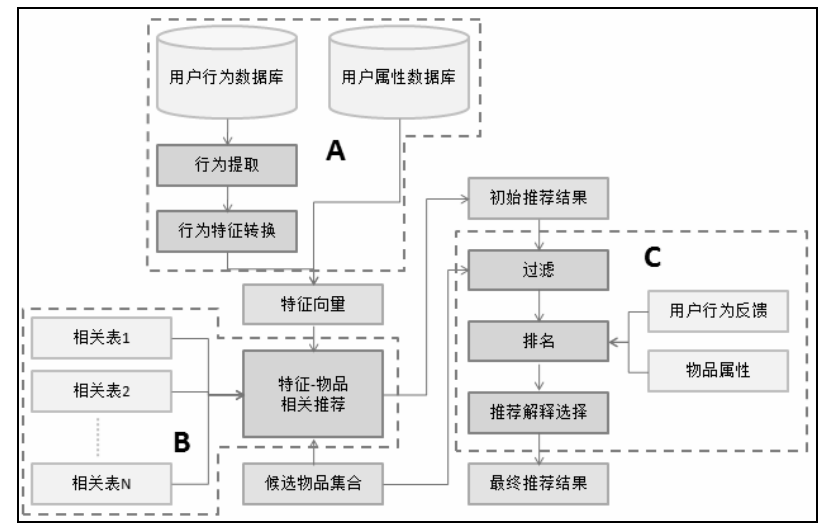 用户行为数据库
用户属性数据库
A
行为提取
行为特征转换
初始推荐结果
C
过滤
特征向量
用户行为反馈
相关表1
排名
物品属性
特征-物品
相关推荐
相关表2
推荐解释选择
B
相关表N
候选物品集合
最终推荐结果